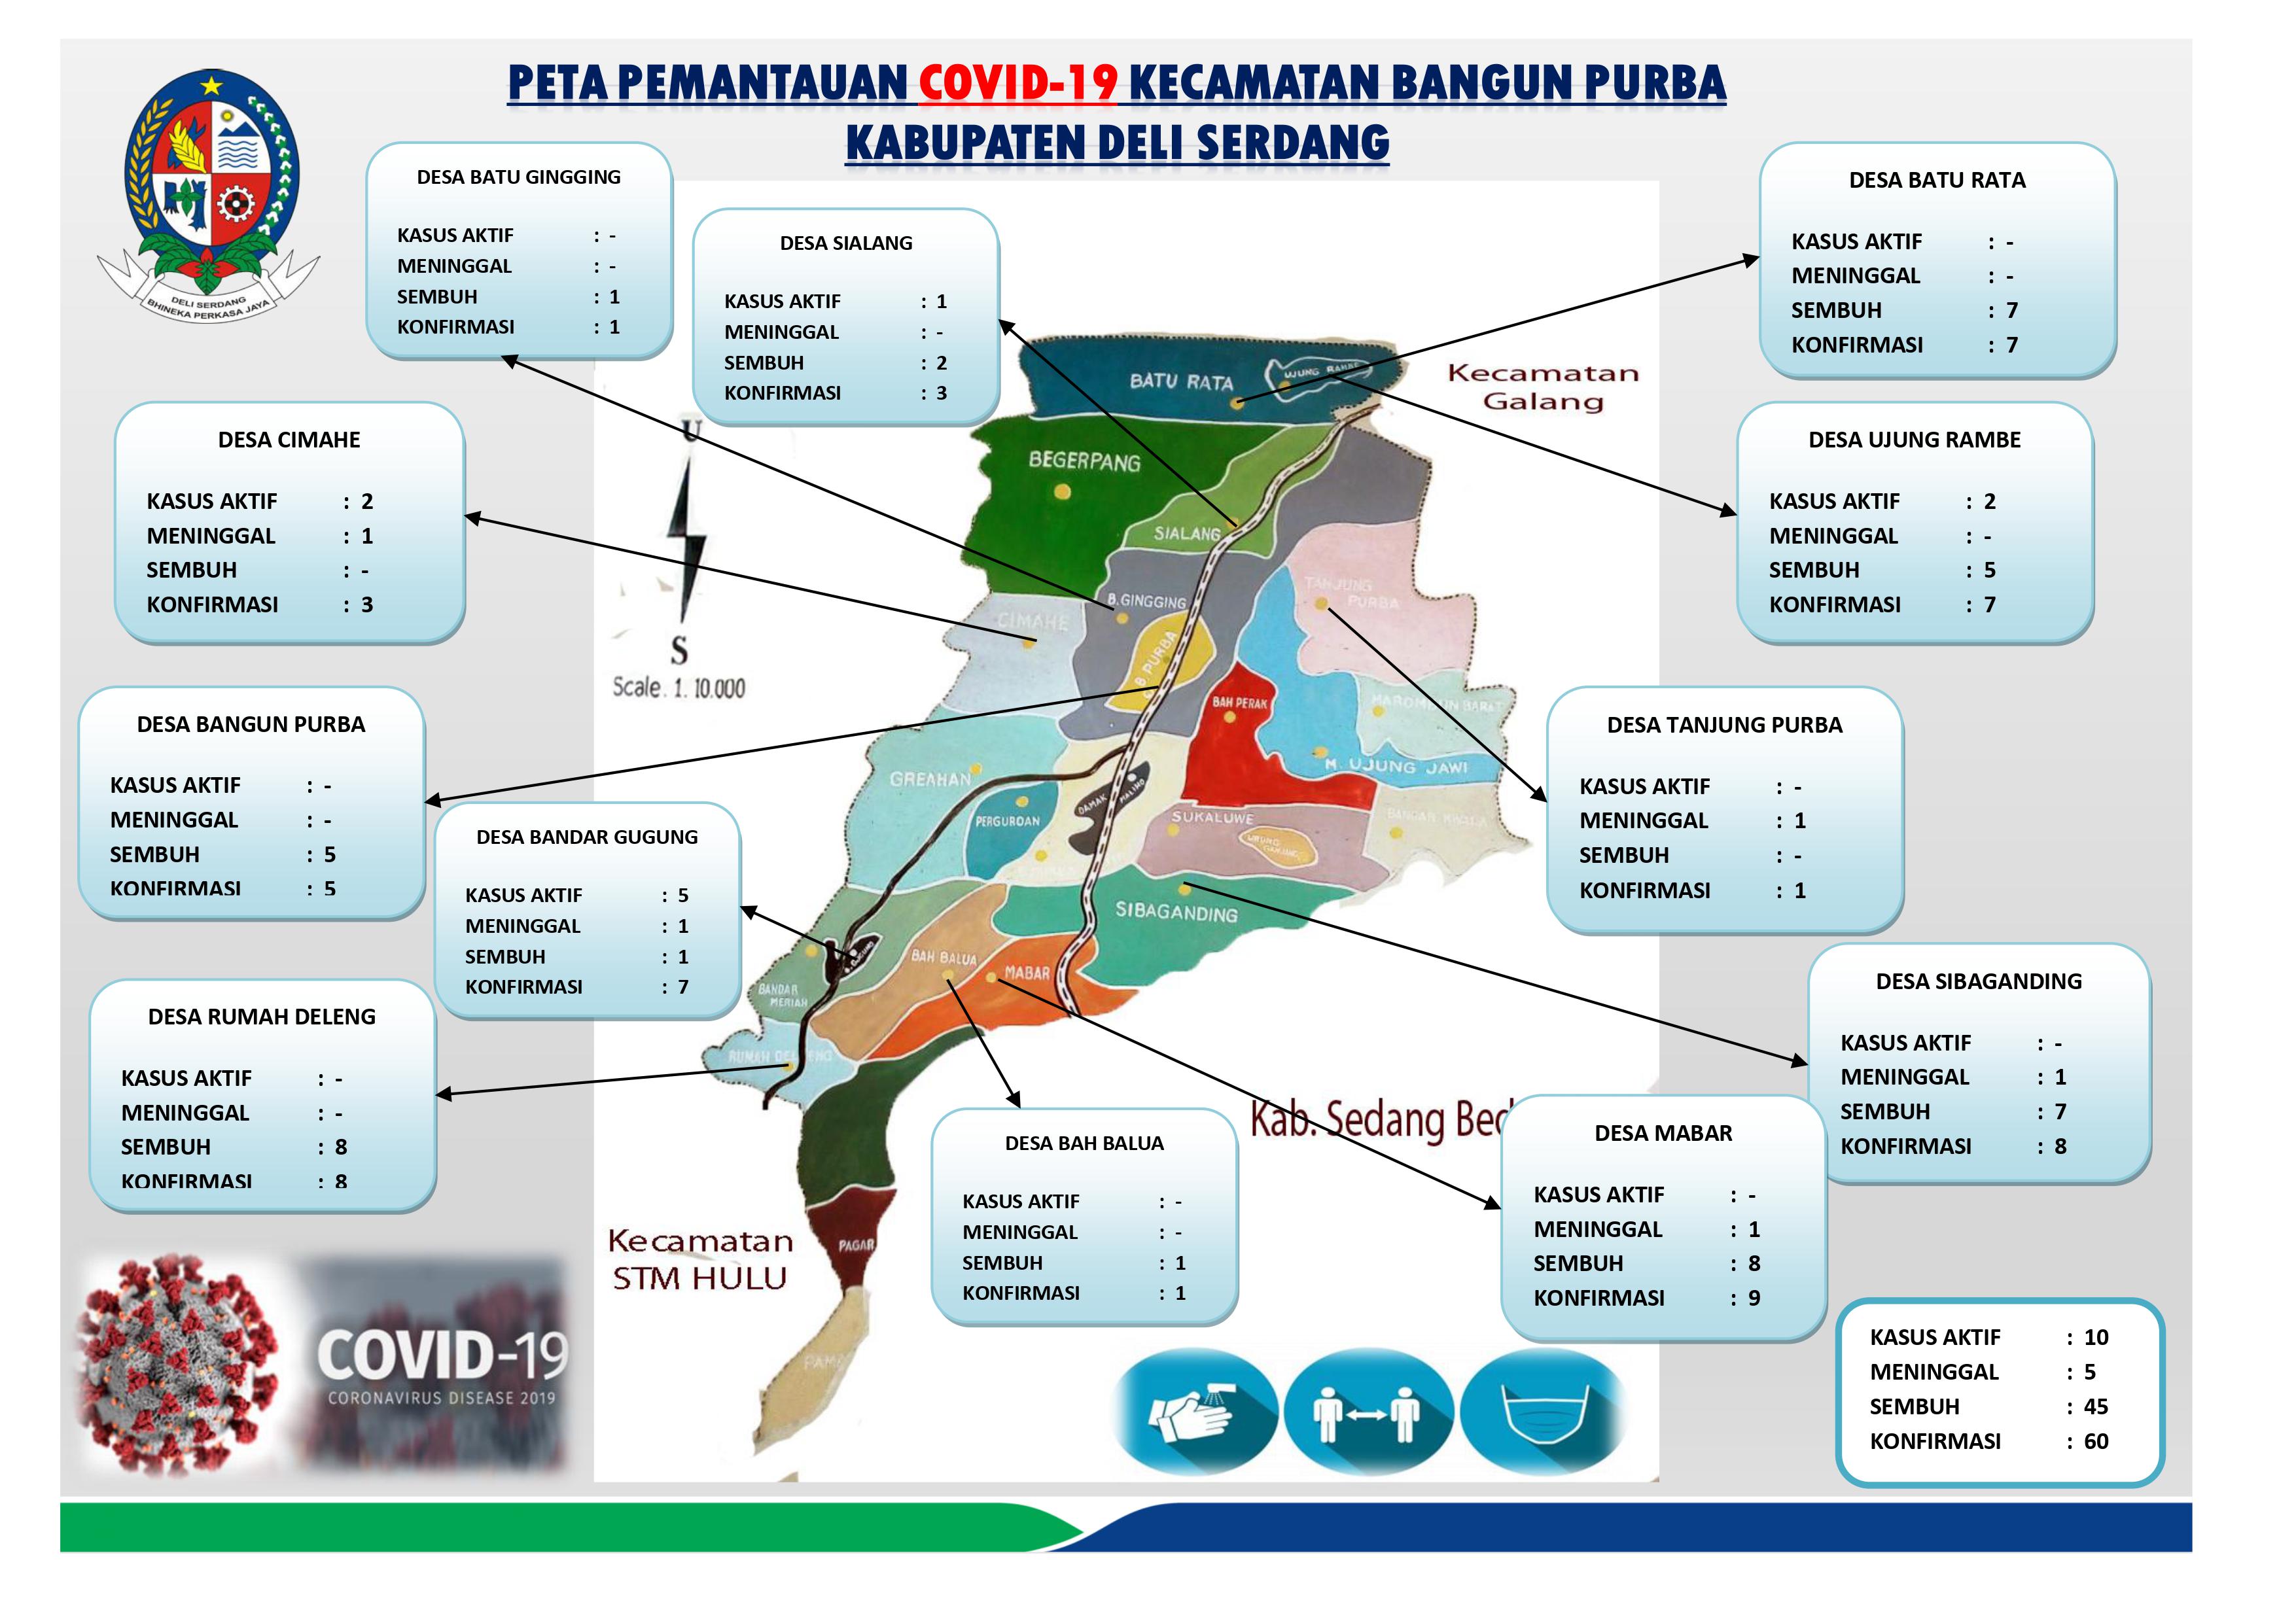 PETA PEMANTAUAN COVID-19 KECAMATAN BANGUN PURBA
KABUPATEN DELI SERDANG
DELI SERDANG
BHINEKA PERKASA JAYA
DESA BATU GINGGING
KASUS AKTIF : -
MENINGGAL : -
SEMBUH : 1
KONFIRMASI : 1
DESA SIALANG
KASUS AKTIF : 1
MENINGGAL : -
SEMBUH : 2
KONFIRMASI : 3
DESA BATU RATA
KASUS AKTIF : -
MENINGGAL : -
SEMBUH : 7
KONFIRMASI : 7
DESA CIMAHE
KASUS AKTIF : 2
MENINGGAL : 1
SEMBUH : -
KONFIRMASI : 3
DESA UJUNG RAMBE
KASUS AKTIF : 2
MENINGGAL : -
SEMBUH : 5
KONFIRMASI : 7
DESA BANGUN PURBA
KASUS AKTIF : -
MENINGGAL : -
SEMBUH : 5
KONFIRMASI : 5
DESA BANDAR GUGUNG
KASUS AKTIF : 5
MENINGGAL : 1
SEMBUH : 1
KONFIRMASI : 7
DESA TANJUNG PURBA
KASUS AKTIF : -
MENINGGAL : 1
SEMBUH : -
KONFIRMASI : 1
DESA RUMAH DELENG
KASUS AKTIF : -
MENINGGAL : -
SEMBUH : 8
KONFIRMASI : 8
DESA SIBAGANDING
KASUS AKTIF : -
MENINGGAL : 1
SEMBUH : 7
KONFIRMASI : 8
DESA BAH BALUA
KASUS AKTIF : -
MENINGGAL : -
SEMBUH : 1
KONFIRMASI : 1
DESA MABAR
KASUS AKTIF : -
MENINGGAL : 1
SEMBUH : 8
KONFIRMASI : 9
KASUS AKTIF : 10
MENINGGAL : 5
SEMBUH : 45
KONFIRMASI : 60
U
S
Scale. 1. 10.000
Kecamatan
Galang
BATU RATA
UJUNG
BEGERPANG
SIALANG
B.GINGGING
TANJUNG
PURBA
CIMAHE
B. PURBA
BAH PERAK
BARAT
M. UJUNG JAWI
GREAHAN
DAMAK
MALIHO
PERGUROAN
SUKALUWE
BANDAR
SIBAGANDING
BAH BALUA
MABAR
BANDAR
MERIAH
RUMAH
PAGAR
Kab. Sedang Bed
Kecamatan
STM HULU
COVID-19
CORONAVIRUS DISEASE 2019